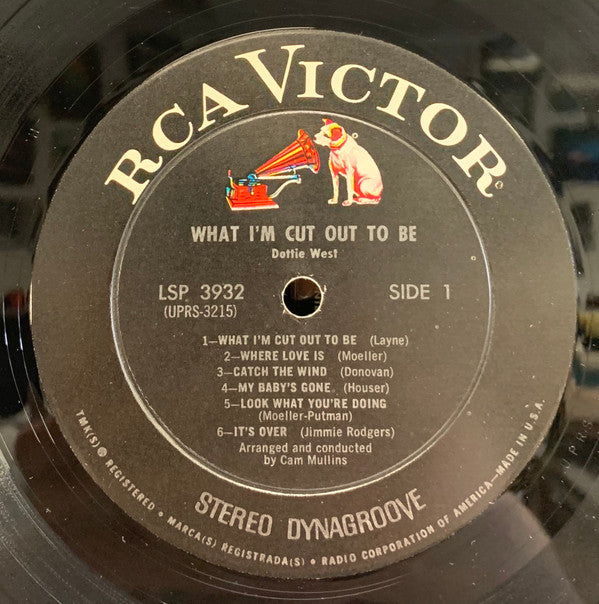 RCA VICTOR
WHAT I'M CUT OUT TO BE
Dottie West
LSP 3932 SIDE 1
(UPRS-3215)
1—WHAT I'M CUT OUT TO BE (Layne)
2—WHERE LOVE IS (Moeller)
3—CATCH THE WIND (Donovan)
4—MY BABY'S GONE (Houser)
5—LOOK WHAT YOU'RE DOING
(Moeller-Putman)
6—IT'S OVER (Jimmie Rodgers)
Arranged and conducted
by Cam Mullins
STEREO DYNAGROOVE
TMK(S) ® REGISTERED • MARCA(S) REGISTRADA(S) • RADIO CORPORATION OF AMERICA—MADE IN U.S.A.